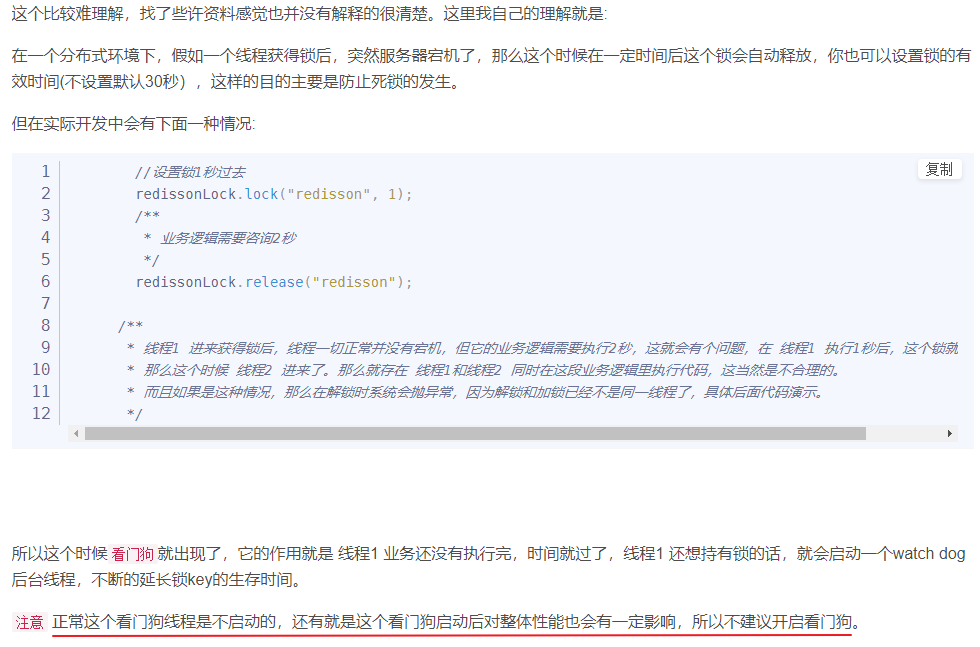 这个比较难理解，找了些许资料感觉也并没有解释的很清楚。这里我自己的理解就是:
在一个分布式环境下，假如一个线程获得锁后，突然服务器宕机了，那么这个时候在一定时间后这个锁会自动释放，你也可以设置锁的有
效时间(不设置默认30秒），这样的目的主要是防止死锁的发生。
但在实际开发中会有下面一种情况:
复制
1 //设置锁1秒过去
2 redissonLock.lock("redisson", 1);
3 /**
4 * 业务逻辑需要咨询2秒
5 */
6 redissonLock.release("redisson");
7
8 /**
9 * 线程1 进来获得锁后，线程一切正常并没有宕机，但它的业务逻辑需要执行2秒，这就会有个问题，在 线程1 执行1秒后，这个锁就
10 * 那么这个时候 线程2 进来了。那么就存在 线程1和线程2 同时在这段业务逻辑里执行代码，这当然是不合理的。
11 * 而且如果是这种情况，那么在解锁时系统会抛异常，因为解锁和加锁已经不是同一线程了，具体后面代码演示。
12 */
所以这个时候 看门狗 就出现了，它的作用就是 线程1 业务还没有执行完，时间就过了，线程1 还想持有锁的话，就会启动一个watch dog
后台线程，不断的延长锁key的生存时间。
注意 正常这个看门狗线程是不启动的，还有就是这个看门狗启动后对整体性能也会有一定影响，所以不建议开启看门狗。